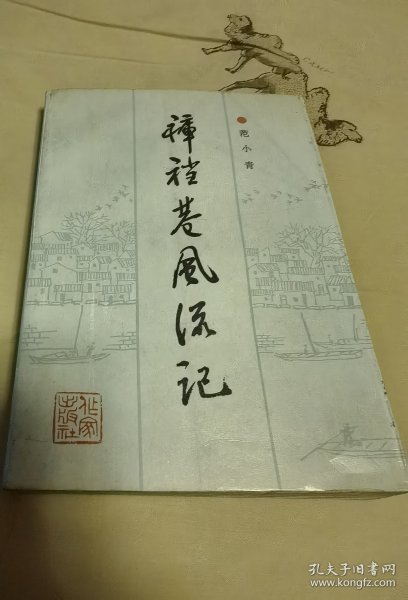 裤裆巷风流记
范小青
作家
出版社
孔夫子旧书网
www.kongfz.com